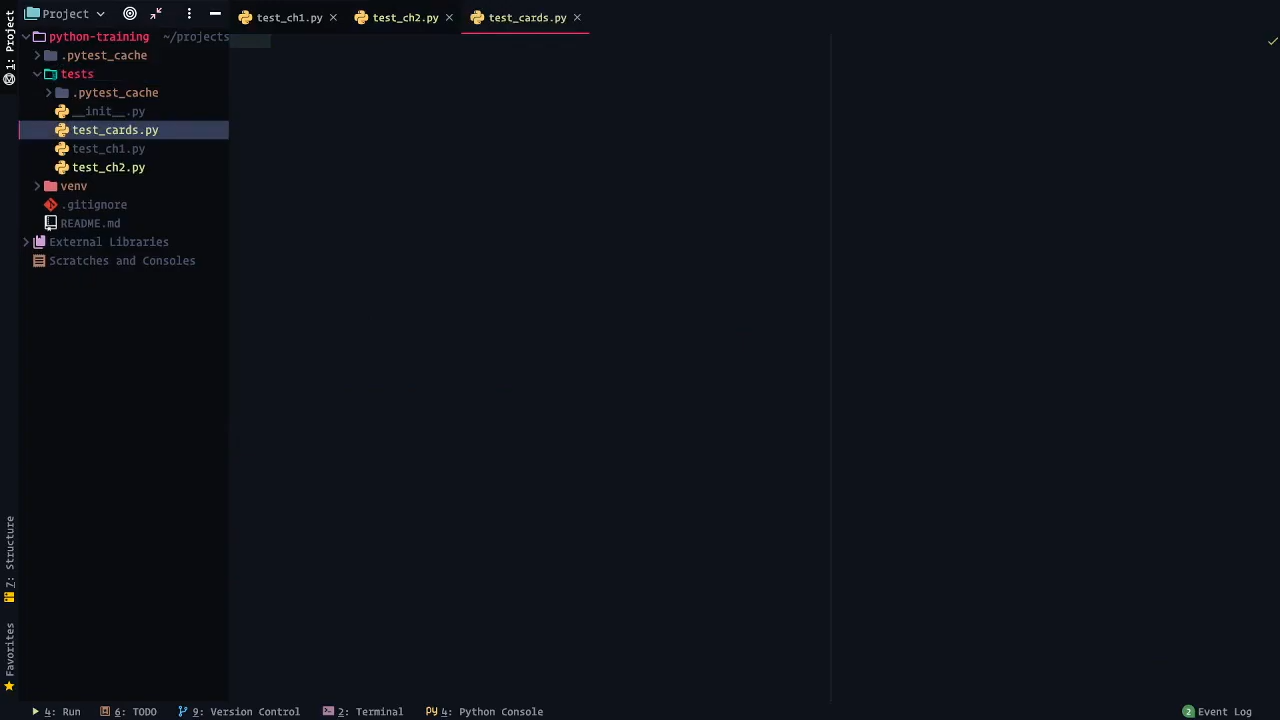 Project
test_ch1.py
test_ch2.py
test_cards.py
1: Project
python-training ~/projects
.pytest_cache
tests
.pytest_cache
__init__.py
test_cards.py
test_ch1.py
test_ch2.py
venv
.gitignore
README.md
External Libraries
Scratches and Consoles
7: Structure
Favorites
4: Run
6: TODO
9: Version Control
2: Terminal
4: Python Console
2 Event Log